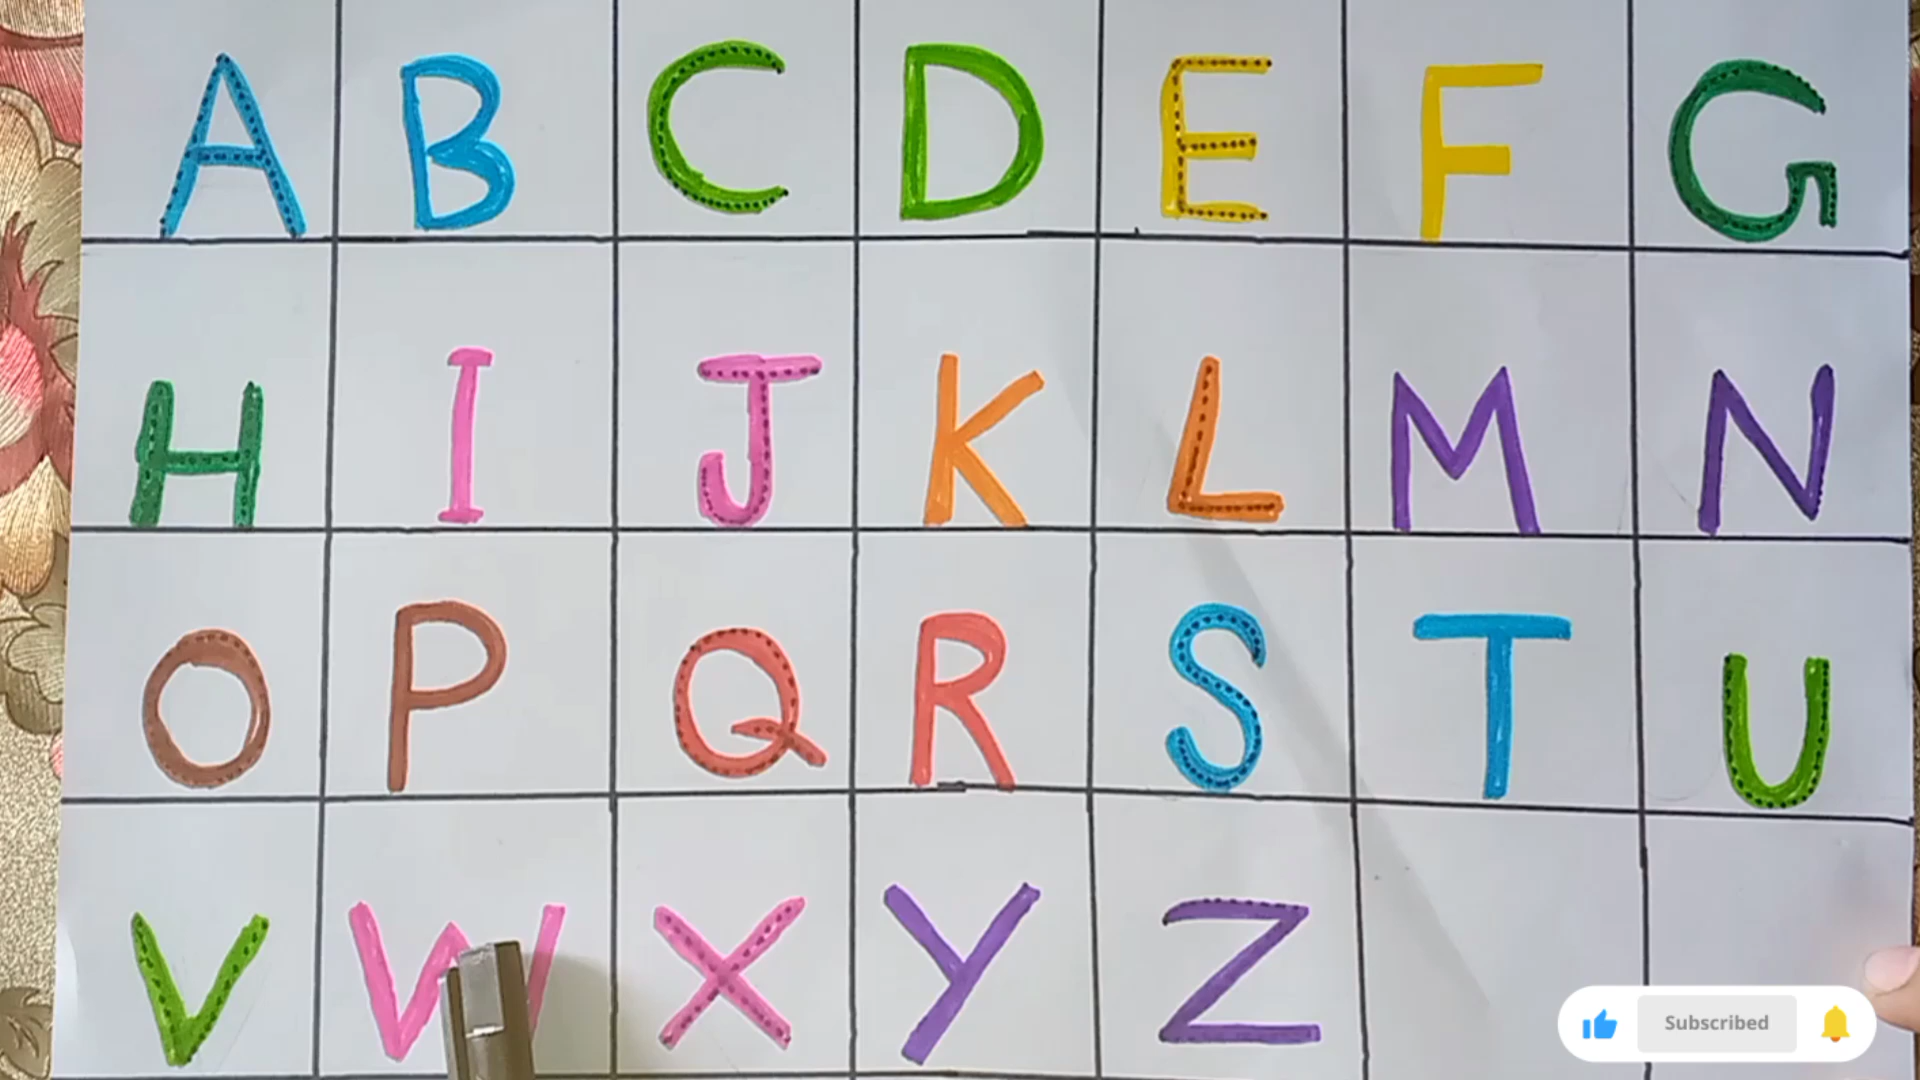 A B C D E F G
H I J K L M N
O P Q R S T U
V W X Y Z
Subscribed